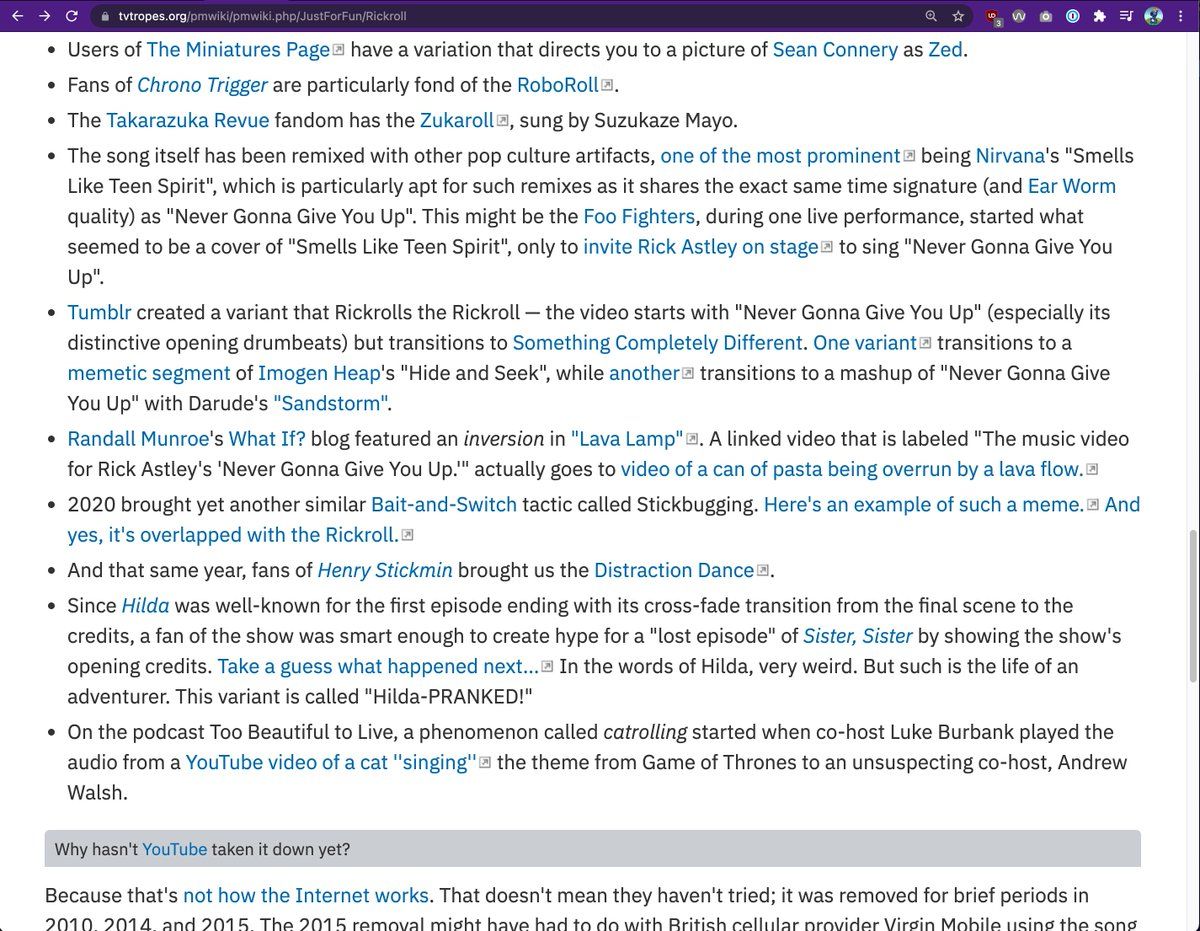 tvtropes.org/pmwiki/pmwiki.php/JustForFun/Rickroll
3
Users of The Miniatures Page have a variation that directs you to a picture of Sean Connery as Zed.
Fans of Chrono Trigger are particularly fond of the RoboRoll.
The Takarazuka Revue fandom has the Zukaroll, sung by Suzukaze Mayo.
The song itself has been remixed with other pop culture artifacts, one of the most prominent being Nirvana's "Smells
Like Teen Spirit", which is particularly apt for such remixes as it shares the exact same time signature (and Ear Worm
quality) as "Never Gonna Give You Up". This might be the Foo Fighters, during one live performance, started what
seemed to be a cover of "Smells Like Teen Spirit", only to invite Rick Astley on stage to sing "Never Gonna Give You
Up".
Tumblr created a variant that Rickrolls the Rickroll — the video starts with "Never Gonna Give You Up" (especially its
distinctive opening drumbeats) but transitions to Something Completely Different. One variant transitions to a
memetic segment of Imogen Heap's "Hide and Seek", while another transitions to a mashup of "Never Gonna Give
You Up" with Darude's "Sandstorm".
Randall Munroe's What If? blog featured an inversion in "Lava Lamp". A linked video that is labeled "The music video
for Rick Astley's 'Never Gonna Give You Up.'" actually goes to video of a can of pasta being overrun by a lava flow.
2020 brought yet another similar Bait-and-Switch tactic called Stickbugging. Here's an example of such a meme. And
yes, it's overlapped with the Rickroll.
And that same year, fans of Henry Stickmin brought us the Distraction Dance.
Since Hilda was well-known for the first episode ending with its cross-fade transition from the final scene to the
credits, a fan of the show was smart enough to create hype for a "lost episode" of Sister, Sister by showing the show's
opening credits. Take a guess what happened next... In the words of Hilda, very weird. But such is the life of an
adventurer. This variant is called "Hilda-PRANKED!"
On the podcast Too Beautiful to Live, a phenomenon called catrolling started when co-host Luke Burbank played the
audio from a YouTube video of a cat ''singing'' the theme from Game of Thrones to an unsuspecting co-host, Andrew
Walsh.
Why hasn't YouTube taken it down yet?
Because that's not how the Internet works. That doesn't mean they haven't tried; it was removed for brief periods in
2010, 2014, and 2015. The 2015 removal might have had to do with British cellular provider Virgin Mobile using the song